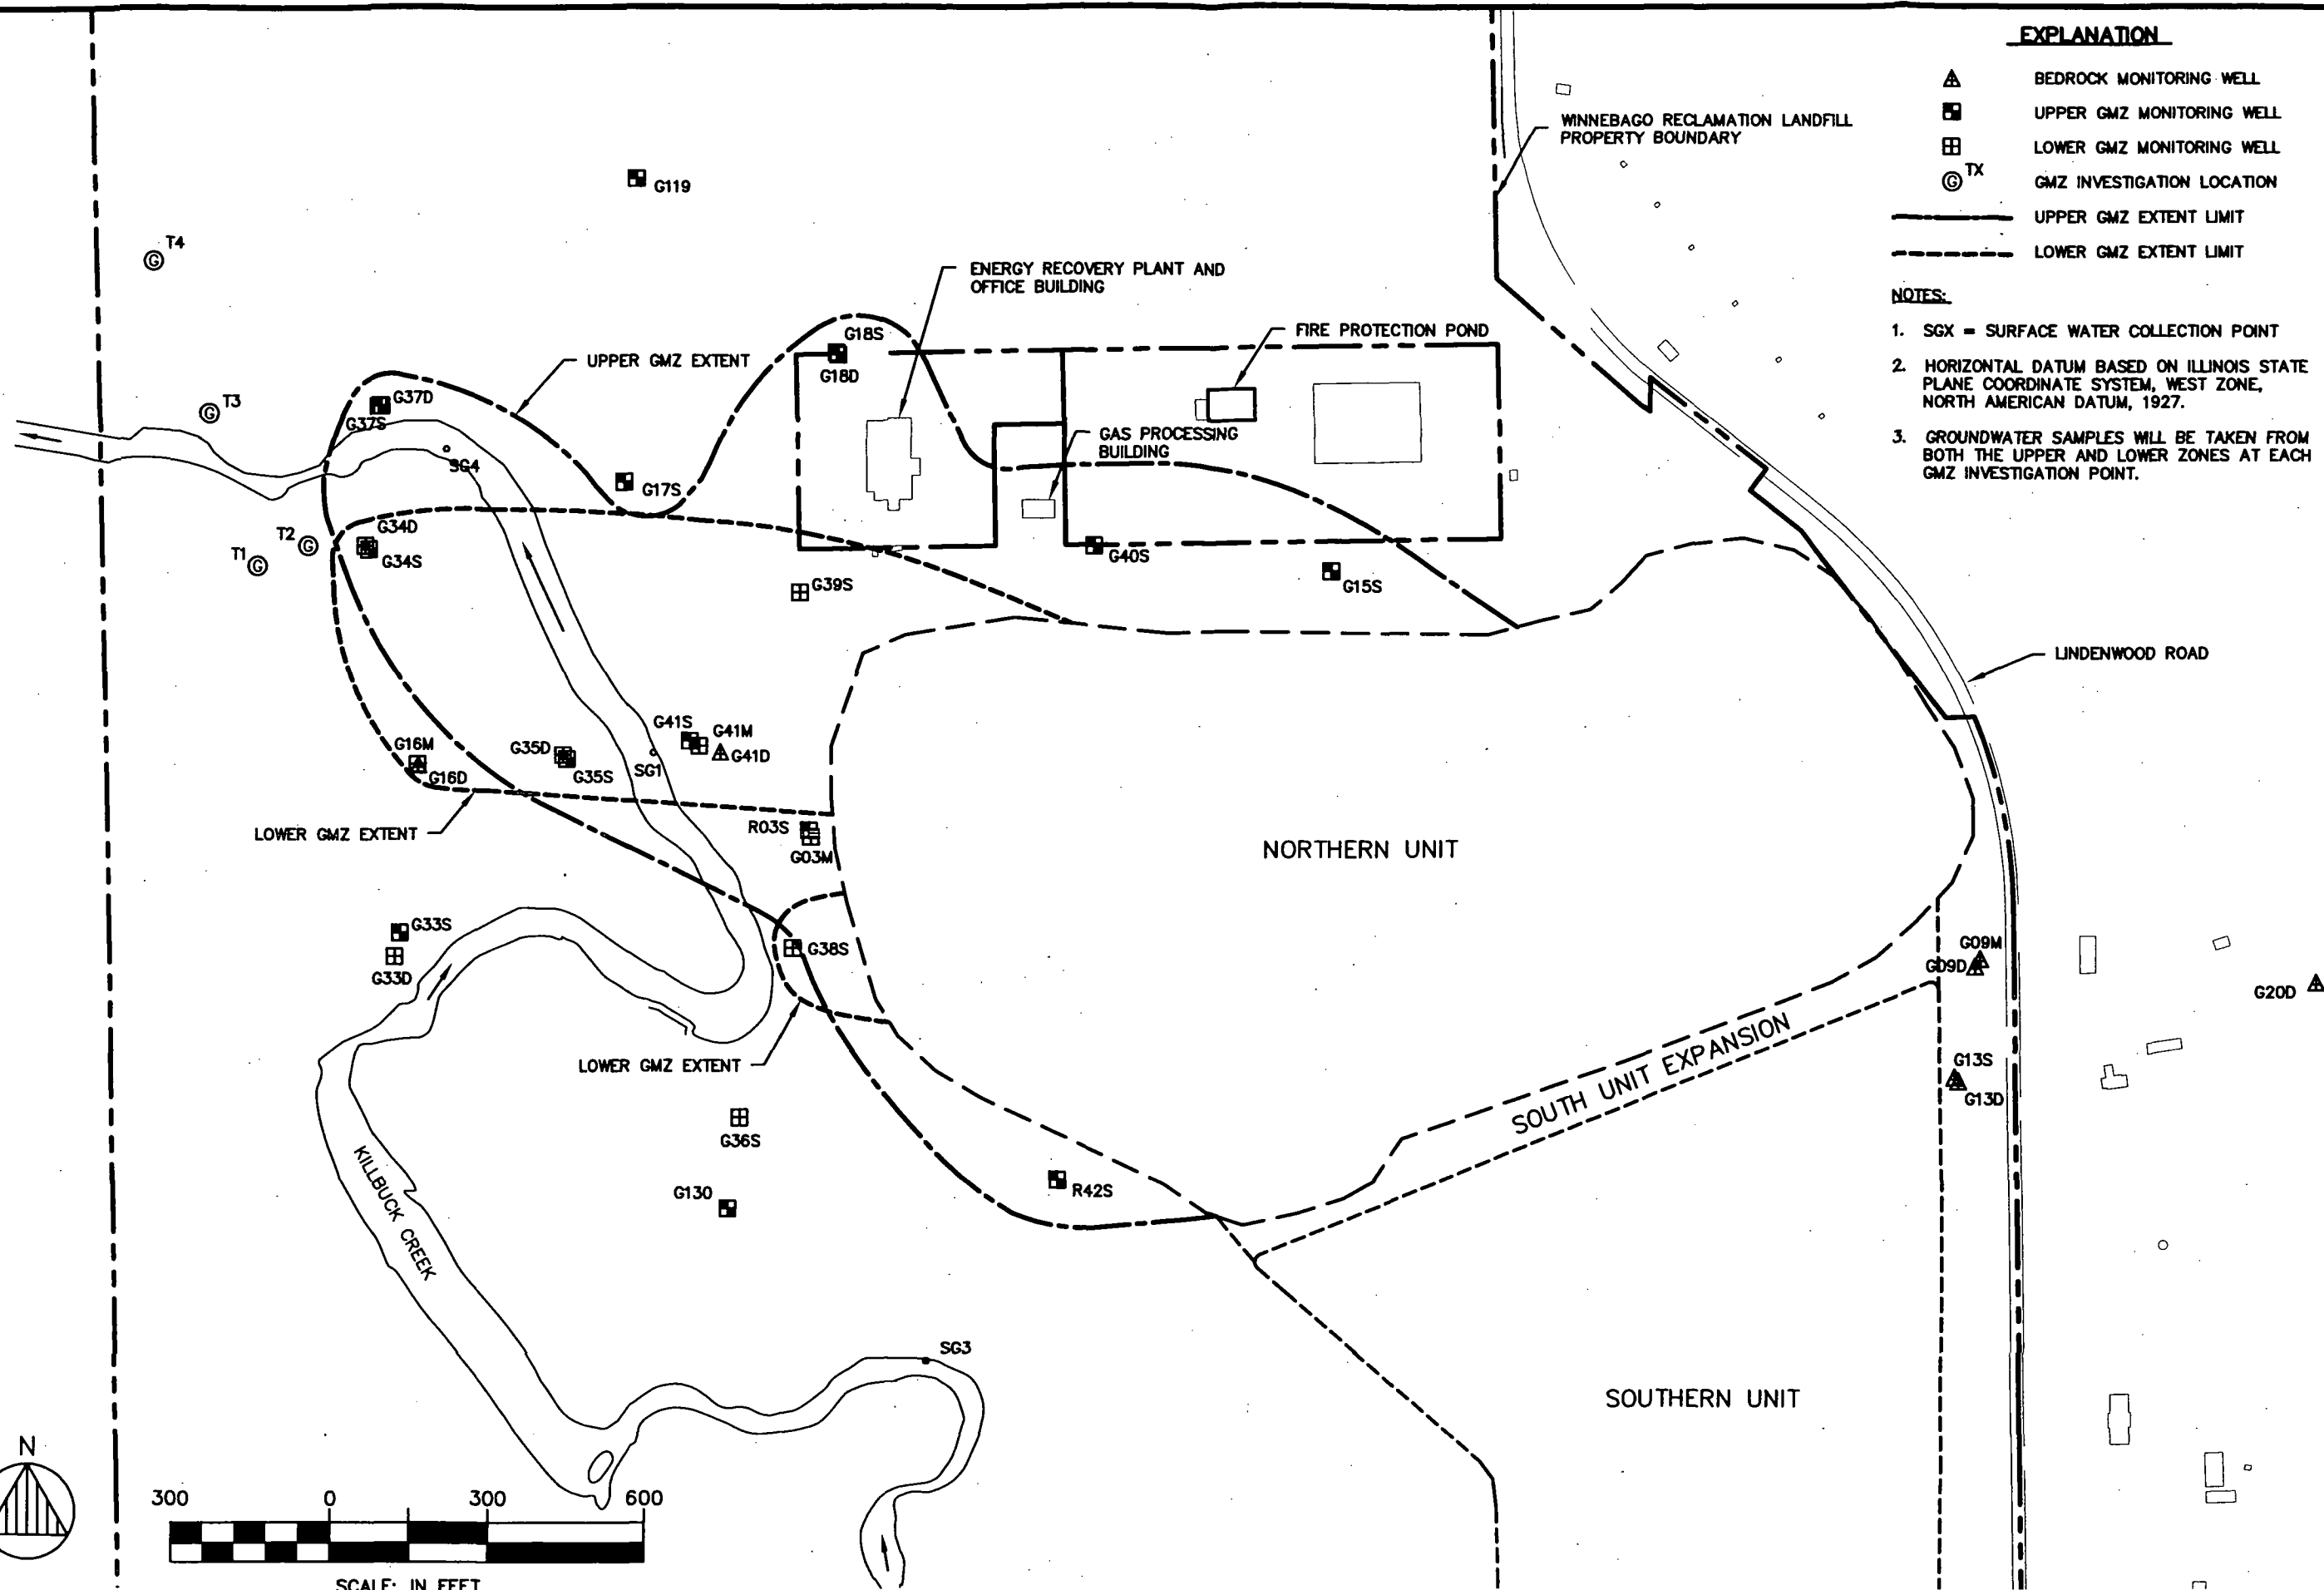 EXPLANATION
BEDROCK MONITORING WELL
UPPER GMZ MONITORING WELL
LOWER GMZ MONITORING WELL
G TX
GMZ INVESTIGATION LOCATION
UPPER GMZ EXTENT LIMIT
LOWER GMZ EXTENT LIMIT
NOTES:
1. SGX = SURFACE WATER COLLECTION POINT
2. HORIZONTAL DATUM BASED ON ILLINOIS STATE
PLANE COORDINATE SYSTEM, WEST ZONE,
NORTH AMERICAN DATUM, 1927.
3. GROUNDWATER SAMPLES WILL BE TAKEN FROM
BOTH THE UPPER AND LOWER ZONES AT EACH
GMZ INVESTIGATION POINT.
WINNEBAGO RECLAMATION LANDFILL
PROPERTY BOUNDARY
G119
G T4
ENERGY RECOVERY PLANT AND
OFFICE BUILDING
FIRE PROTECTION POND
G18S
G18D
UPPER GMZ EXTENT
G37D
G37S
G T3
GAS PROCESSING
BUILDING
SG4
G17S
G34D
G34S
T2 G
T1 G
G40S
G39S
G15S
LINDENWOOD ROAD
G41S
G41M
G41D
G16M
G16D
G35D
G35S
SG1
LOWER GMZ EXTENT
R03S
G03M
NORTHERN UNIT
G33S
G33D
G38S
G09M
G09D
G20D
LOWER GMZ EXTENT
SOUTH UNIT EXPANSION
G13S
G13D
G36S
KILLBUCK CREEK
G130
R42S
SG3
SOUTHERN UNIT
N
300 0 300 600
SCALE: IN FEET